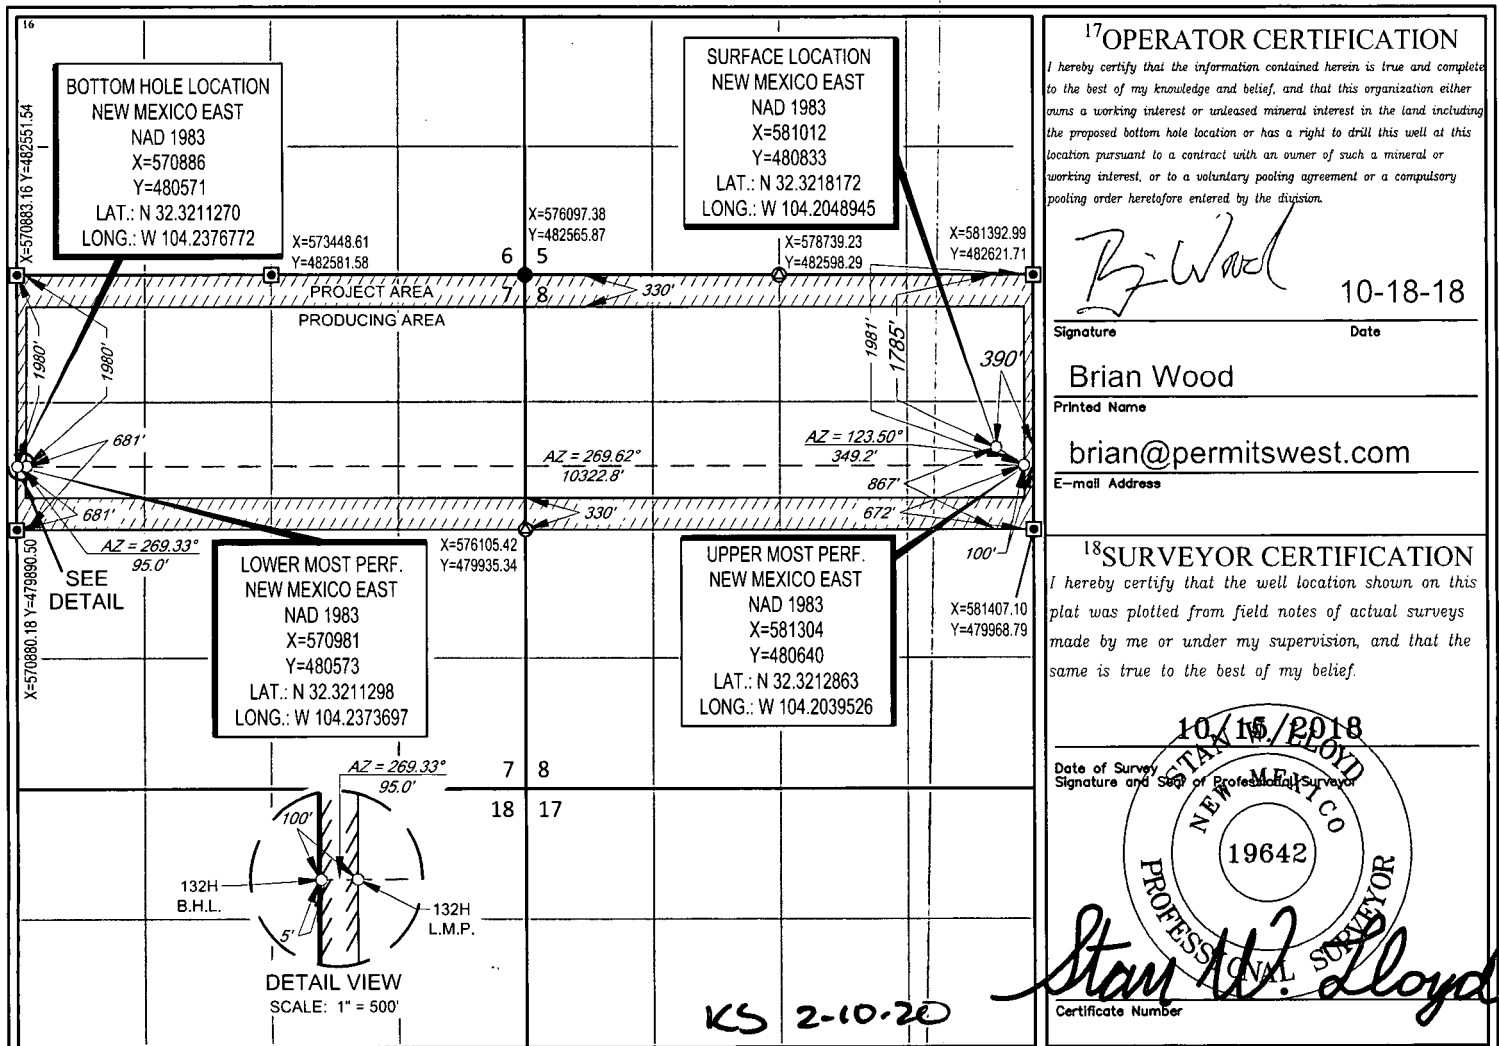 16
BOTTOM HOLE LOCATION
NEW MEXICO EAST
NAD 1983
X=570886
Y=480571
LAT.: N 32.3211270
LONG.: W 104.2376772
SURFACE LOCATION
NEW MEXICO EAST
NAD 1983
X=581012
Y=480833
LAT.: N 32.3218172
LONG.: W 104.2048945
X=570883.16 Y=482551.54
X=573448.61
Y=482581.58
X=576097.38
Y=482565.87
X=578739.23
Y=482598.29
X=581392.99
Y=482621.71
6 5
7 8
PROJECT AREA
PRODUCING AREA
330'
1980'
1980'
1981'
1785'
390'
681'
AZ = 269.62°
10322.8'
AZ = 123.50°
349.2'
867'
681'
330'
672'
100'
AZ = 269.33°
95.0'
SEE
DETAIL
X=570880.18 Y=479890.50
X=576105.42
Y=479935.34
X=581407.10
Y=479968.79
LOWER MOST PERF.
NEW MEXICO EAST
NAD 1983
X=570981
Y=480573
LAT.: N 32.3211298
LONG.: W 104.2373697
UPPER MOST PERF.
NEW MEXICO EAST
NAD 1983
X=581304
Y=480640
LAT.: N 32.3212863
LONG.: W 104.2039526
7 8
18 17
AZ = 269.33°
95.0'
100'
132H
B.H.L.
132H
L.M.P.
5'
DETAIL VIEW
SCALE: 1" = 500'
KS 2-10-20
17 OPERATOR CERTIFICATION
I hereby certify that the information contained herein is true and complete
to the best of my knowledge and belief, and that this organization either
owns a working interest or unleased mineral interest in the land including
the proposed bottom hole location or has a right to drill this well at this
location pursuant to a contract with an owner of such a mineral or
working interest, or to a voluntary pooling agreement or a compulsory
pooling order heretofore entered by the division.
10-18-18
Signature Date
Brian Wood
Printed Name
brian@permitswest.com
E-mail Address
18 SURVEYOR CERTIFICATION
I hereby certify that the well location shown on this
plat was plotted from field notes of actual surveys
made by me or under my supervision, and that the
same is true to the best of my belief.
10/15/2018
Date of Survey
Signature and Seal of Professional Surveyor
STAN W. LLOYD
NEW MEXICO
19642
PROFESSIONAL SURVEYOR
Stan W. Lloyd
Certificate Number